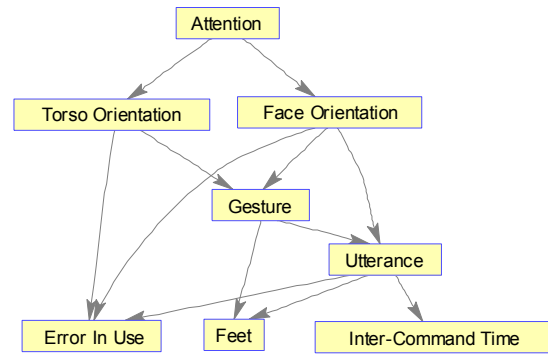 Attention
Torso Orientation
Face Orientation
Gesture
Utterance
Error In Use
Feet
Inter-Command Time